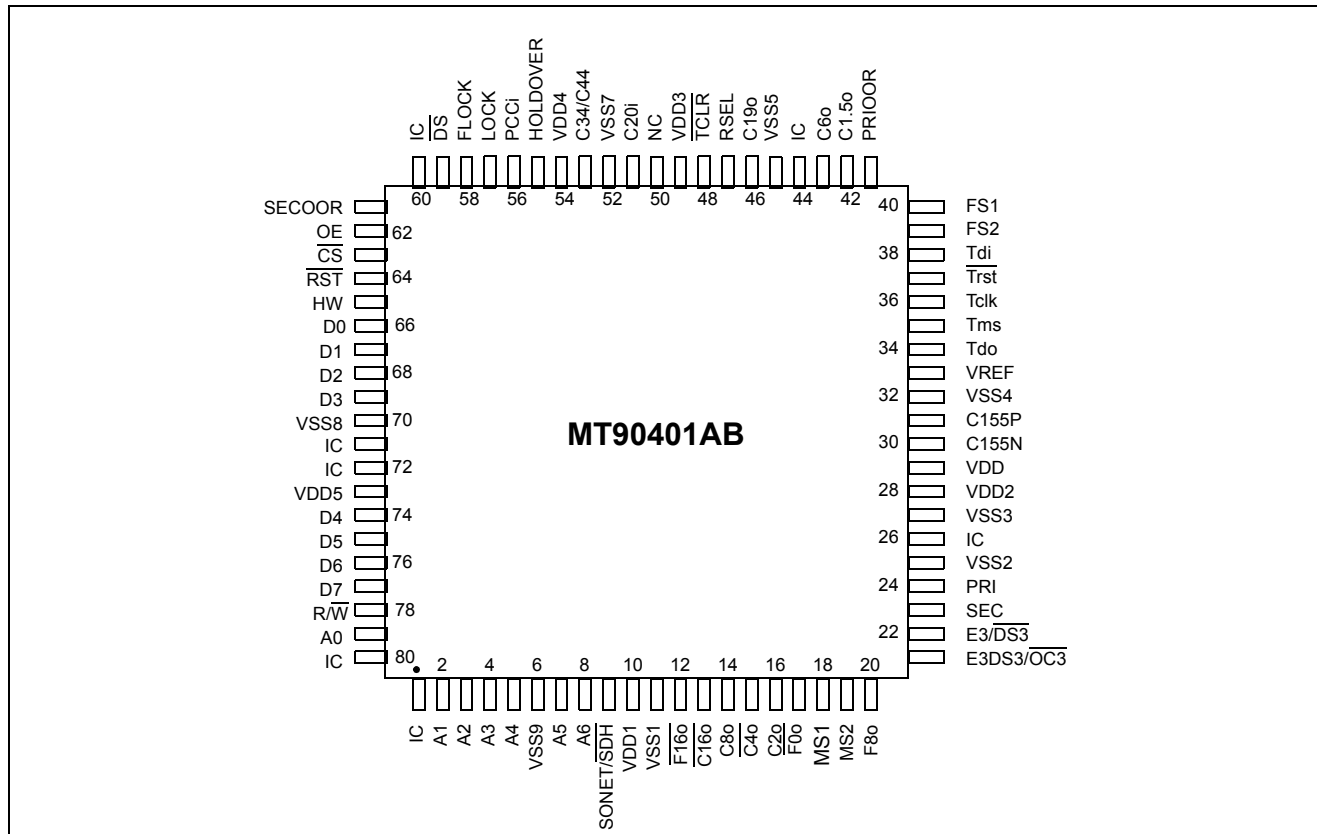 IC
DS
FLOCK
LOCK
PCCi
HOLDOVER
VDD4
C34/C44
VSS7
C20i
NC
VDD3
TCLR
RSEL
C19o
VSS5
IC
C6o
C1.5o
PRIOOR
60
58
56
54
52
50
48
46
44
42
SECOOR
OE 62
CS
RST 64
HW
D0 66
D1
D2 68
D3
VSS8 70
IC
IC 72
VDD5
D4 74
D5
D6 76
D7
R/W 78
A0
IC 80
MT90401AB
40 FS1
FS2
38 Tdi
Trst
36 Tclk
Tms
34 Tdo
VREF
32 VSS4
C155P
30 C155N
VDD
28 VDD2
VSS3
26 IC
VSS2
24 PRI
SEC
22 E3/DS3
E3DS3/OC3
2
4
6
8
10
12
14
16
18
20
IC
A1
A2
A3
A4
VSS9
A5
A6
SONET/SDH
VDD1
VSS1
F16o
C16o
C8o
C4o
C2o
F0o
MS1
MS2
F8o